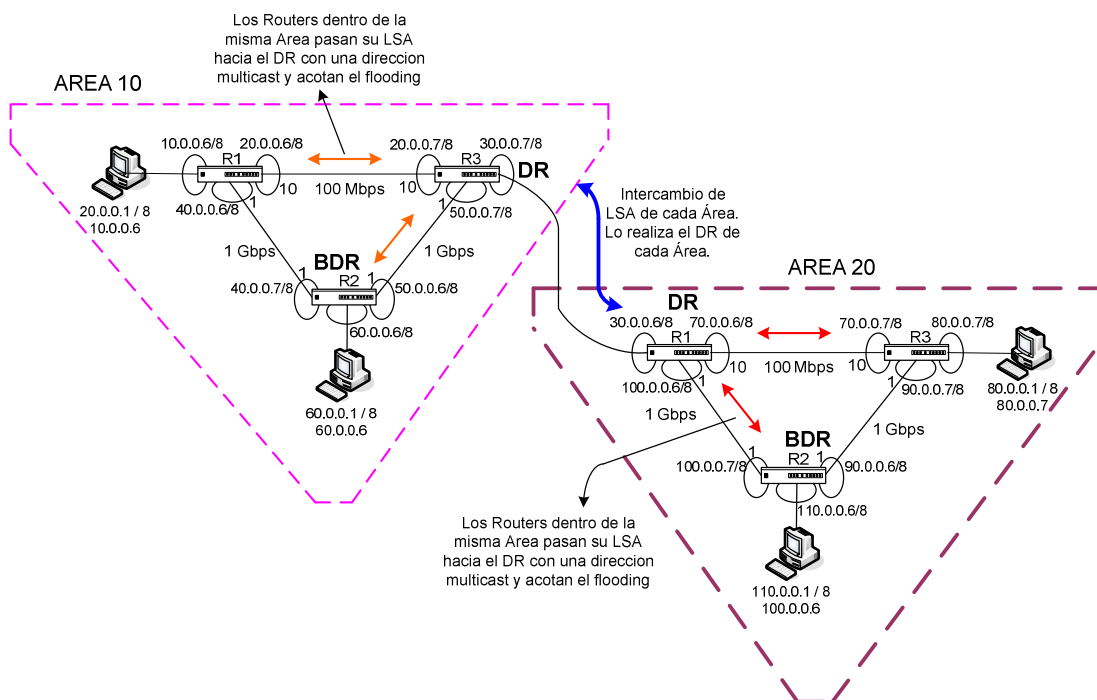 Los Routers dentro de la
misma Area pasan su LSA
hacia el DR con una direccion
multicast y acotan el flooding
AREA 10
10.0.0.6/8
20.0.0.6/8
R1
10
40.0.0.6/8
1
20.0.0.1 / 8
10.0.0.6
100 Mbps
20.0.0.7/8
30.0.0.7/8
R3
DR
10
1
50.0.0.7/8
1 Gbps
1 Gbps
BDR
1
R2
1
40.0.0.7/8
50.0.0.6/8
60.0.0.6/8
60.0.0.1 / 8
60.0.0.6
Intercambio de
LSA de cada Área.
Lo realiza el DR de
cada Área.
AREA 20
DR
30.0.0.6/8
70.0.0.6/8
R1
10
100.0.0.6/8
1
100 Mbps
70.0.0.7/8
80.0.0.7/8
R3
10
1
90.0.0.7/8
80.0.0.1 / 8
80.0.0.7
1 Gbps
1 Gbps
BDR
1
R2
1
100.0.0.7/8
90.0.0.6/8
110.0.0.6/8
110.0.0.1 / 8
100.0.0.6
Los Routers dentro de la
misma Area pasan su LSA
hacia el DR con una direccion
multicast y acotan el flooding